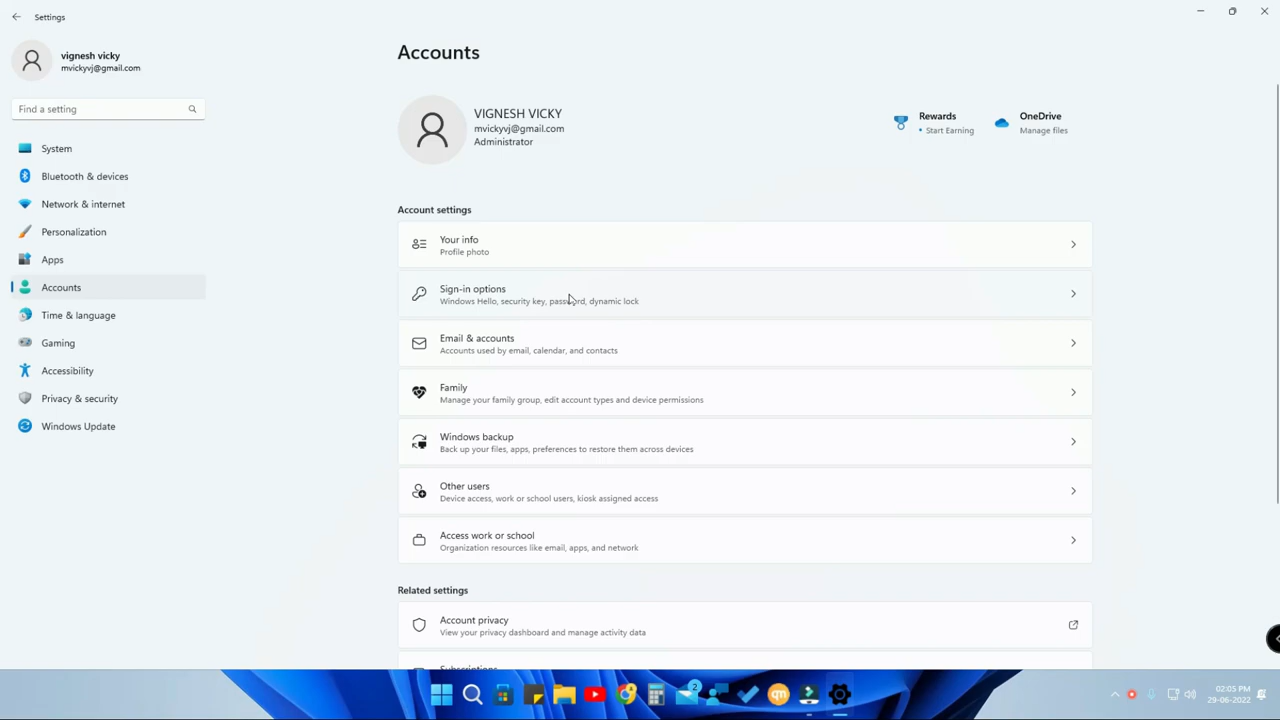 Settings
vignesh vicky
mvickyvj@gmail.com
Find a setting
System
Bluetooth & devices
Network & internet
Personalization
Apps
Accounts
Time & language
Gaming
Accessibility
Privacy & security
Windows Update
Accounts
VIGNESH VICKY
mvickyvj@gmail.com
Administrator
Rewards
• Start Earning
OneDrive
Manage files
Account settings
Your info
Profile photo
Sign-in options
Windows Hello, security key, password, dynamic lock
Email & accounts
Accounts used by email, calendar, and contacts
Family
Manage your family group, edit account types and device permissions
Windows backup
Back up your files, apps, preferences to restore them across devices
Other users
Device access, work or school users, kiosk assigned access
Access work or school
Organization resources like email, apps, and network
Related settings
Account privacy
View your privacy dashboard and manage activity data
Subscriptions
2
qm
02:05 PM
29-06-2022